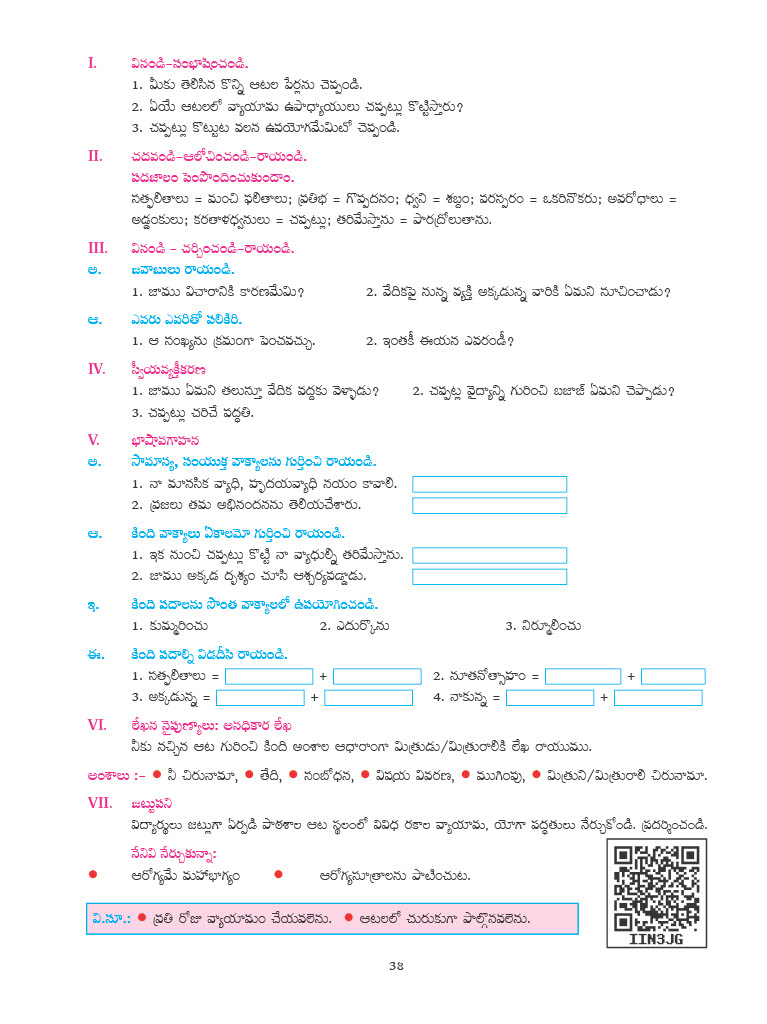 I. వినండి-సంభాషించండి.
1. మీకు తెలిసిన కొన్ని ఆటల పేర్లను చెప్పండి.
2. ఏయే ఆటలలో వ్యాయామ ఉపాధ్యాయులు చప్పట్లు కొట్టిస్తారు?
3. చప్పట్లు కొట్టుట వలన ఉపయోగమేమిటో చెప్పండి.
II. చదవండి-ఆలోచించండి-రాయండి.
పదజాలం పెంపొందించుకుందాం.
సత్ఫలితాలు = మంచి ఫలితాలు; ప్రతిభ = గొప్పదనం; ధ్వని = శబ్దం; పరస్పరం = ఒకరినొకరు; అవరోధాలు =
అడ్డంకులు; కరతాళధ్వనులు = చప్పట్లు; తరిమేస్తాను = పారద్రోలుతాను.
III. వినండి - చర్చించండి-రాయండి.
అ. జవాబులు రాయండి.
1. జాము విచారానికి కారణమేమి? 2. వేదికపై నున్న వ్యక్తి అక్కడున్న వారికి ఏమని సూచించాడు?
ఆ. ఎవరు ఎవరితో పలికిరి.
1. ఆ సంఖ్యను క్రమంగా పెంచవచ్చు. 2. ఇంతకీ ఈయన ఎవరండీ?
IV. స్వీయవ్యక్తీకరణ
1. జాము ఏమని తలుస్తూ వేదిక వద్దకు వెళ్ళాడు? 2. చప్పట్ల వైద్యాన్ని గురించి బజాజ్ ఏమని చెప్పాడు?
3. చప్పట్లు చరిచే పద్ధతి.
V. భాషావగాహన
అ. సామాన్య, సంయుక్త వాక్యాలను గుర్తించి రాయండి.
1. నా మానసిక వ్యాధి, హృదయవ్యాధి నయం కావాలి.
2. ప్రజలు తమ అభినందనను తెలియచేశారు.
ఆ. కింది వాక్యాలు ఏకాలమో గుర్తించి రాయండి.
1. ఇక నుంచి చప్పట్లు కొట్టి నా వ్యాధుల్ని తరిమేస్తాను.
2. జాము అక్కడ దృశ్యం చూసి ఆశ్చర్యపడ్డాడు.
ఇ. కింది పదాలను సొంత వాక్యాలలో ఉపయోగించండి.
1. కుమ్మరించు 2. ఎదుర్కొను 3. నిర్మూలించు
ఈ. కింది పదాల్ని విడదీసి రాయండి.
1. సత్ఫలితాలు = + 2. నూతనోత్సాహం = +
3. అక్కడున్న = + 4. నాకున్న = +
VI. లేఖన నైపుణ్యాలు: అనధికార లేఖ
నీకు నచ్చిన ఆట గురించి కింది అంశాల ఆధారాంగా మిత్రుడు/మిత్రురాలికి లేఖ రాయుము.
అంశాలు :- ● నీ చిరునామా, ● తేది, ● సంబోధన, ● విషయ వివరణ, ● ముగింపు, ● మిత్రుని/మిత్రురాలి చిరునామా.
VII. జట్టుపని
విద్యార్థులు జట్లుగా ఏర్పడి పాఠశాల ఆట స్థలంలో వివిధ రకాల వ్యాయామ, యోగా పద్ధతులు నేర్చుకోండి. ప్రదర్శించండి.
నేనివి నేర్చుకున్నా:
● ఆరోగ్యమే మహాభాగ్యం ● ఆరోగ్యసూత్రాలను పాటించుట.
వి.సూ.: ● ప్రతి రోజు వ్యాయామం చేయవలెను. ● ఆటలలో చురుకుగా పాల్గొనవలెను.
IIN3JG
38